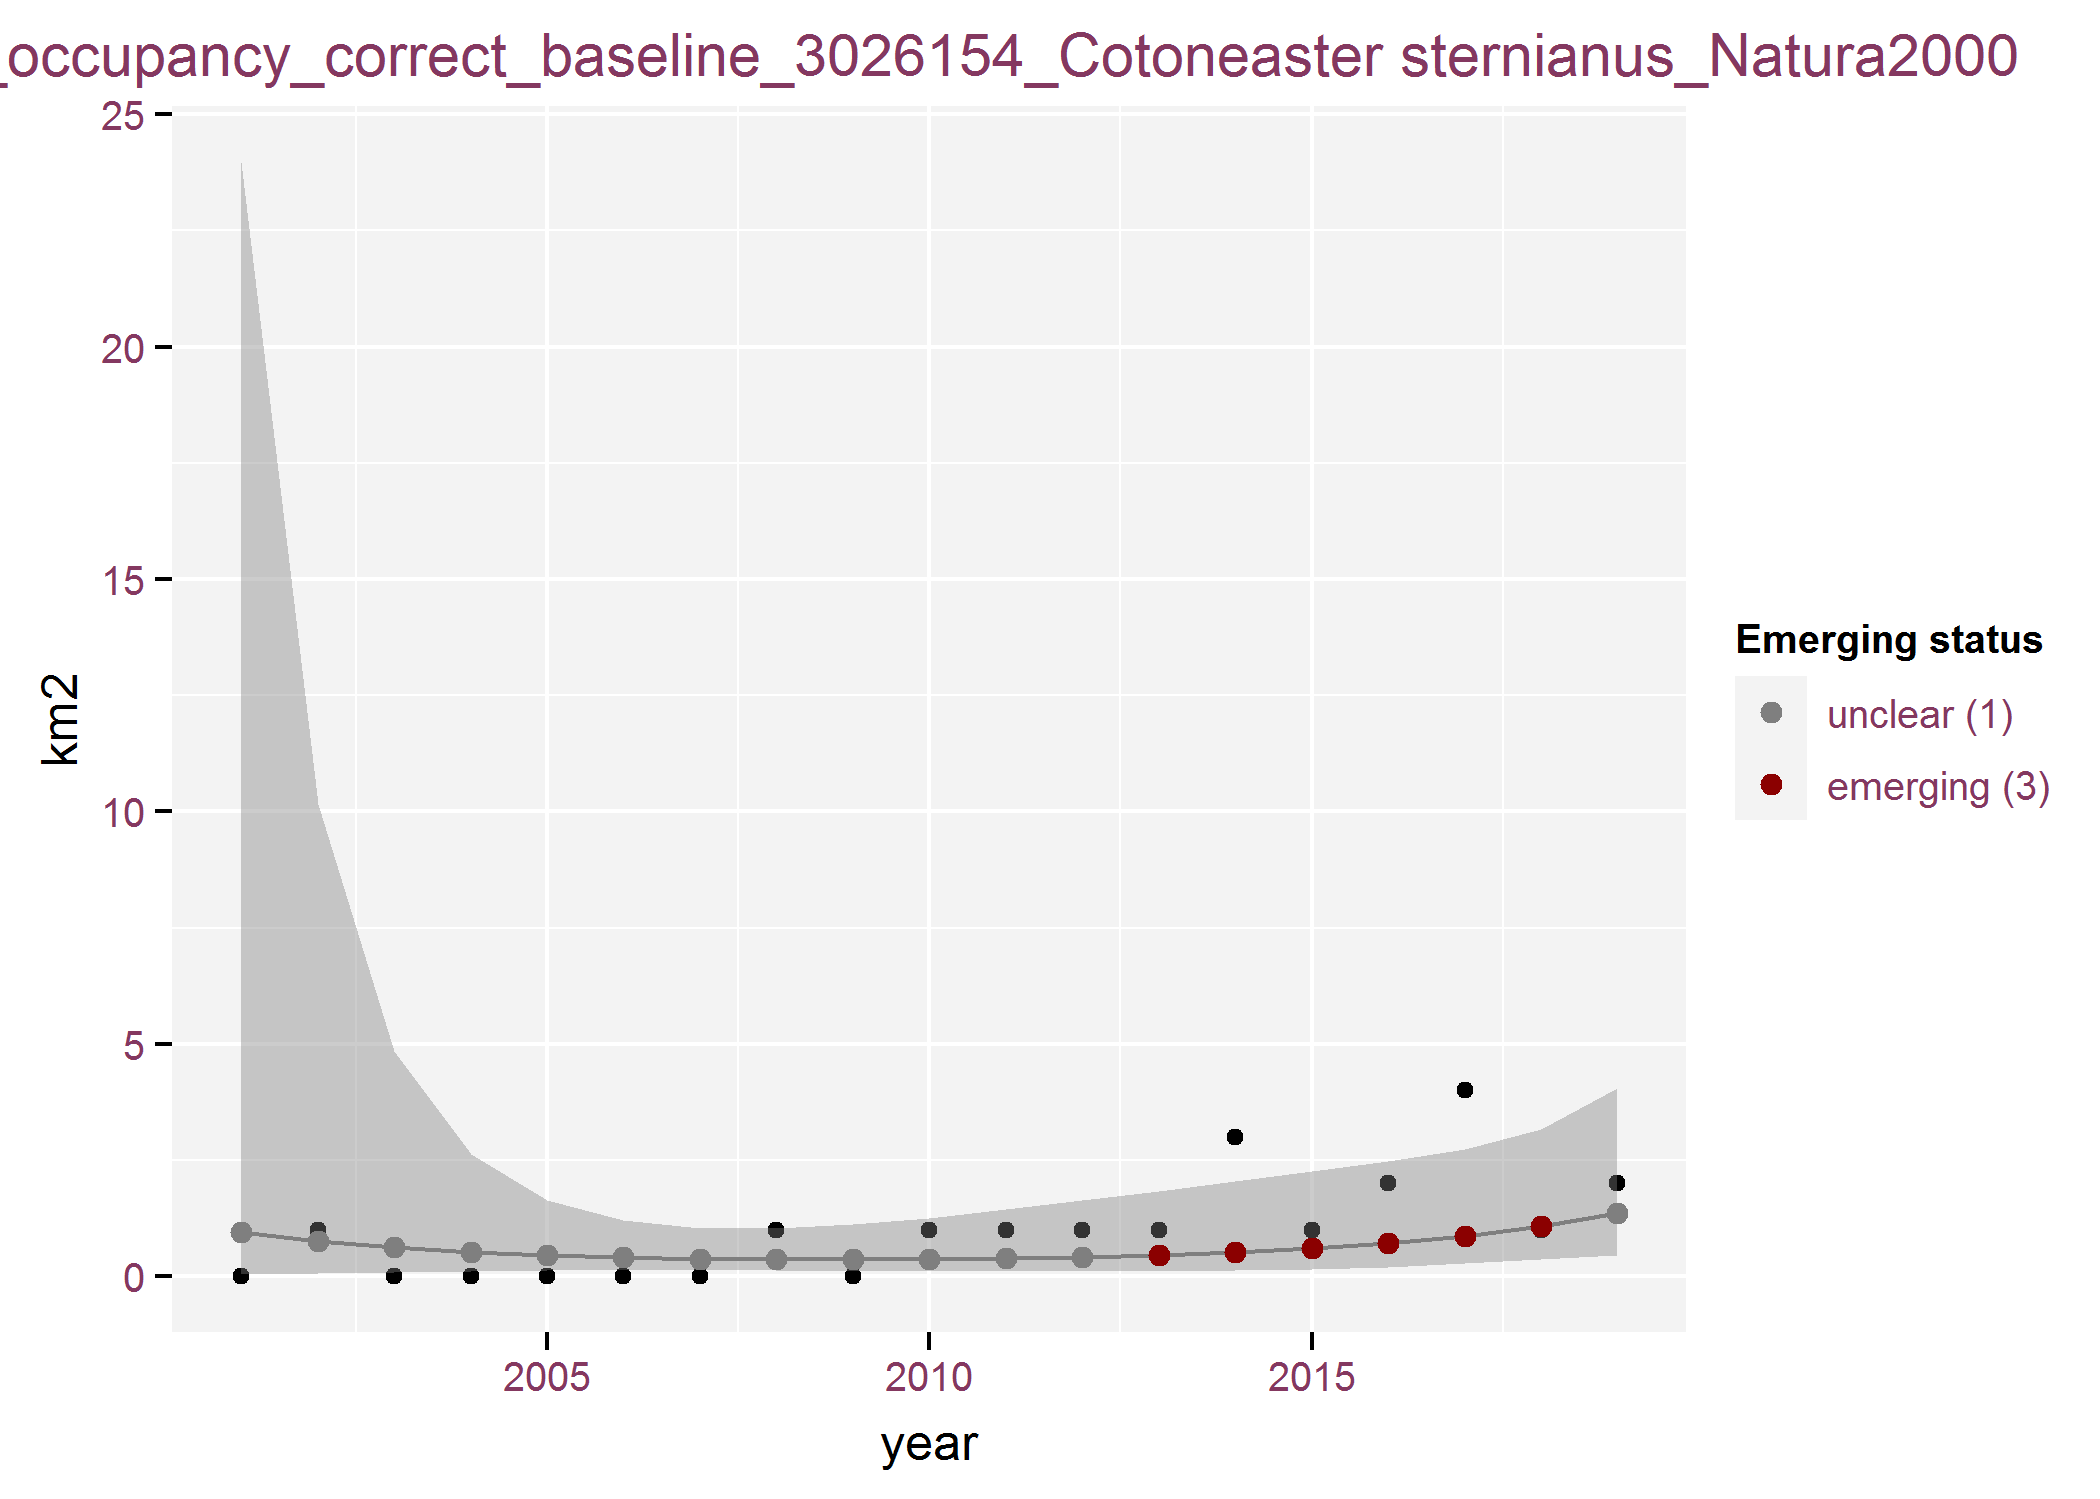 _occupancy_correct_baseline_3026154_Cotoneaster sternianus_Natura2000
25
20
15
10
5
0
km2
2005
2010
2015
year
Emerging status
unclear (1)
emerging (3)